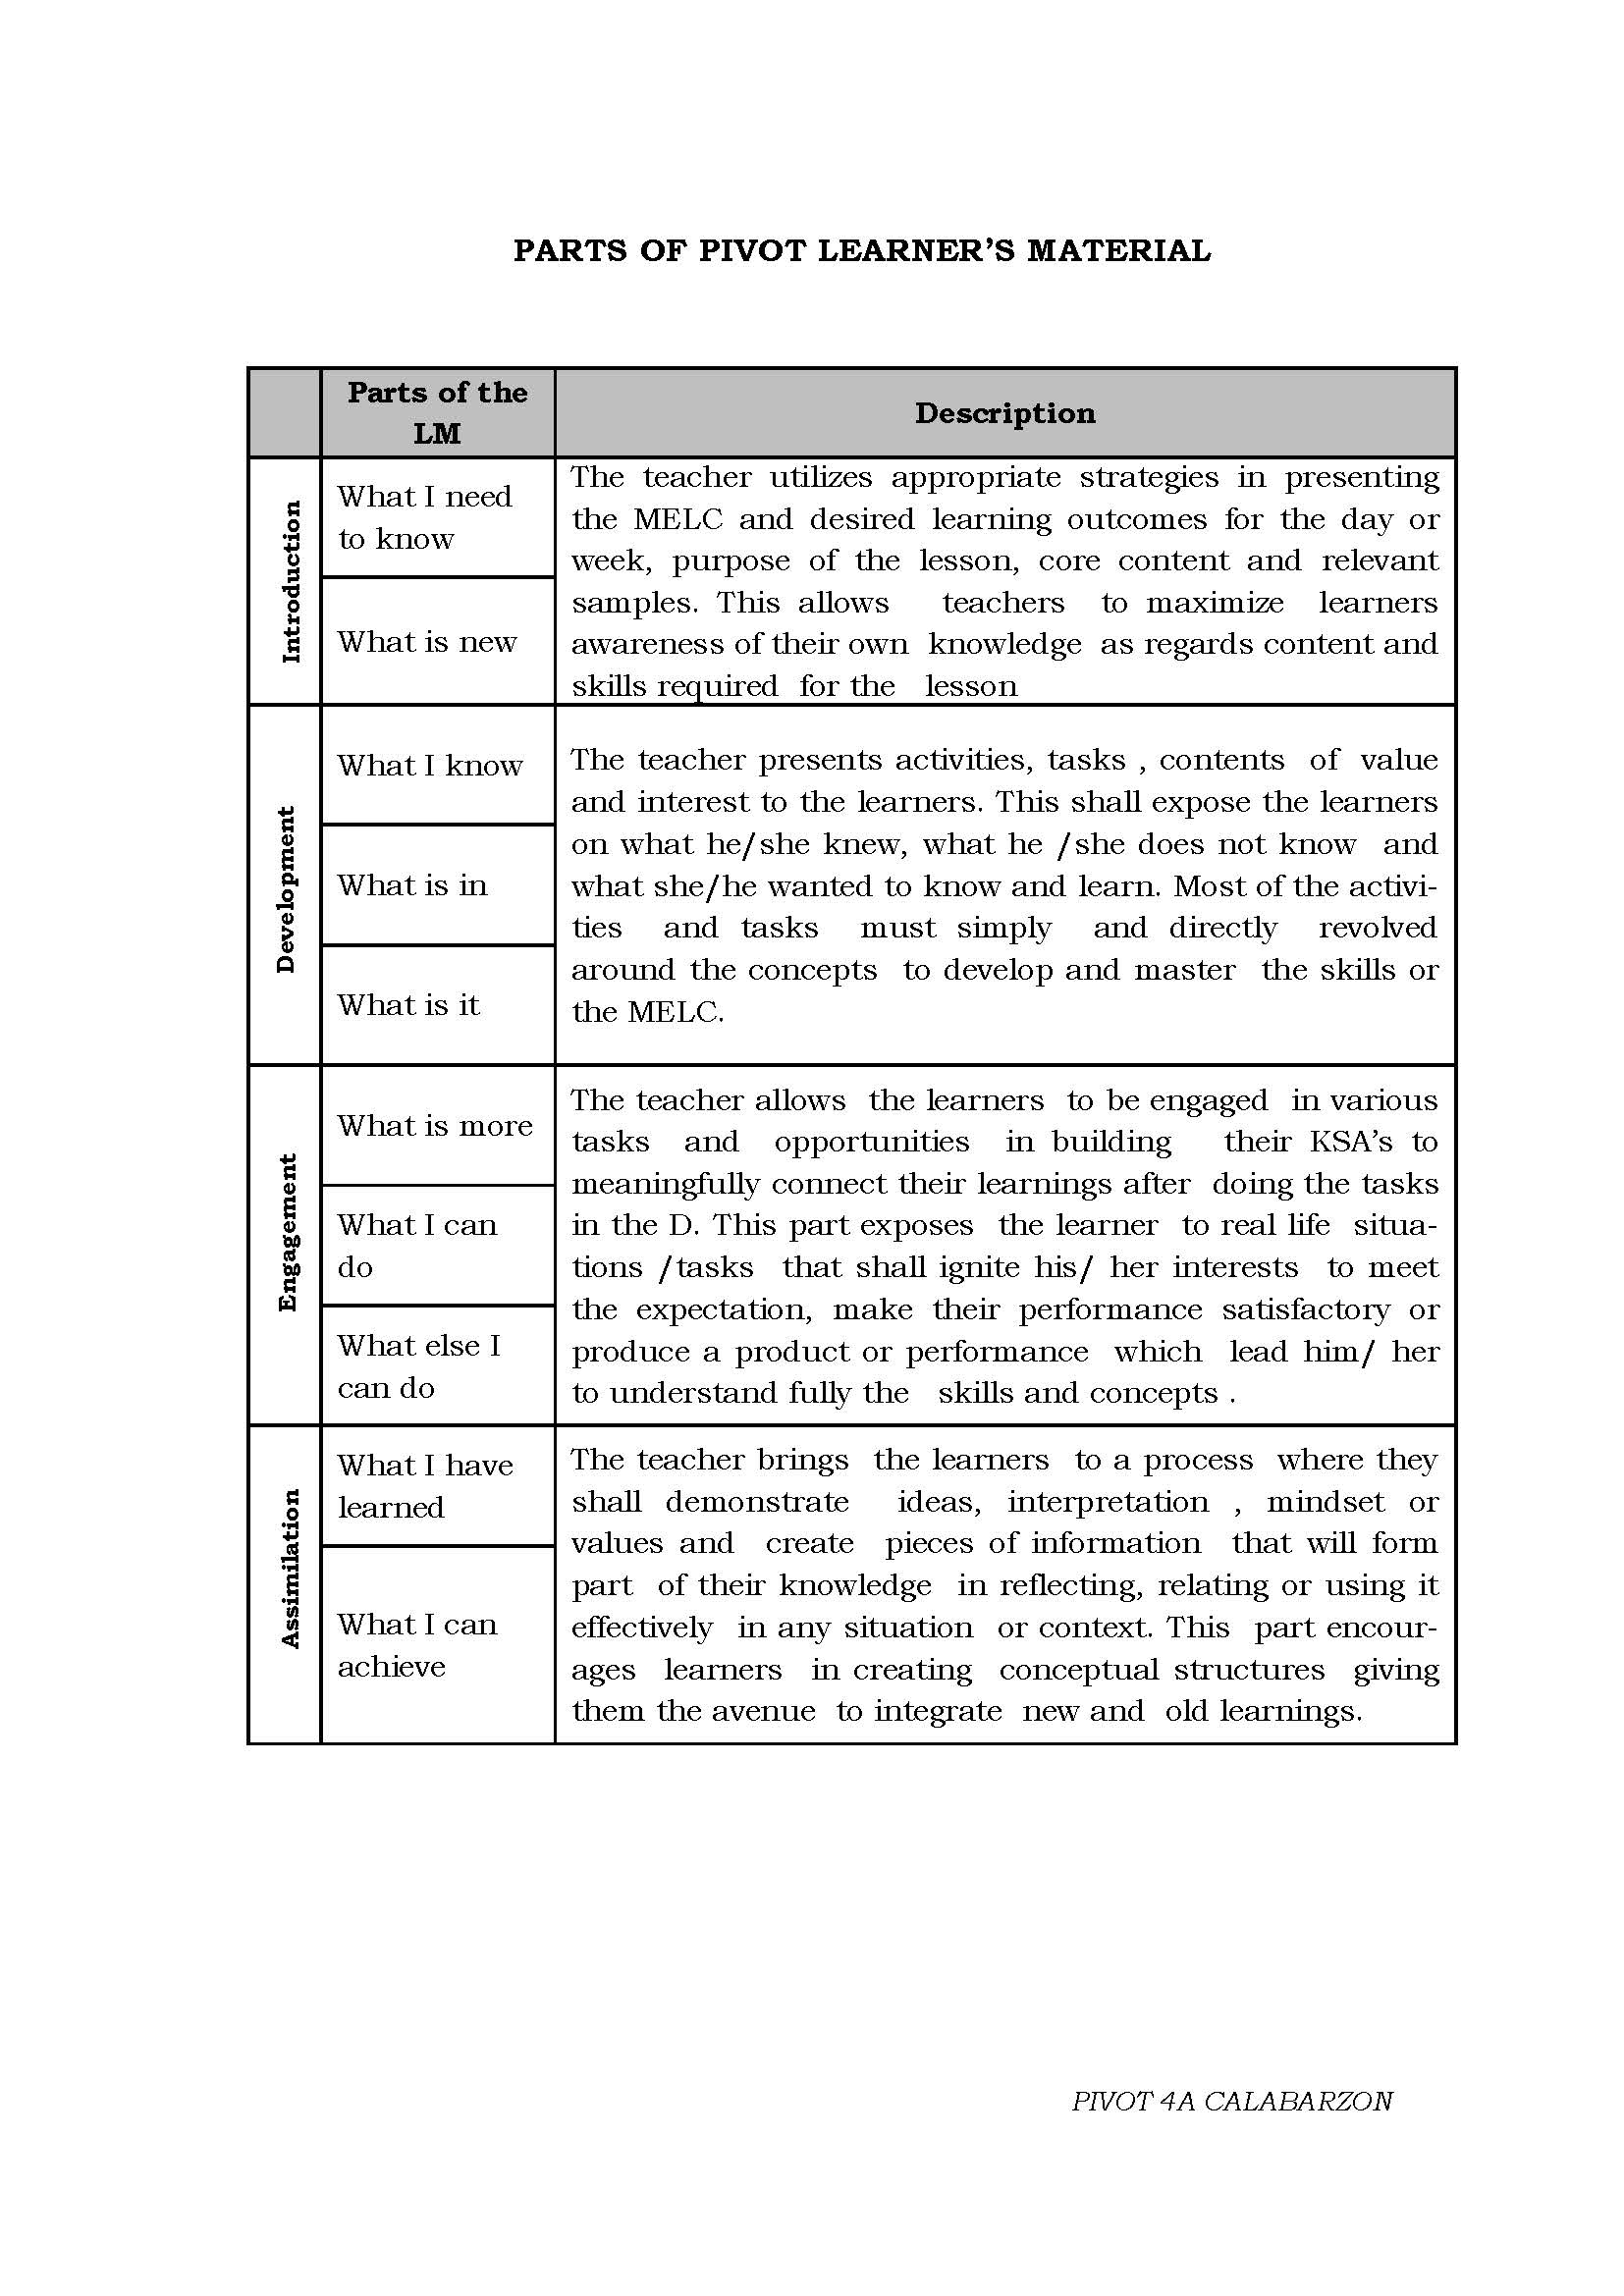 PARTS OF PIVOT LEARNER'S MATERIAL
Parts of the
LM
Description
Introduction
What I need
to know
What is new
The teacher utilizes appropriate strategies in presenting
the MELC and desired learning outcomes for the day or
week, purpose of the lesson, core content and relevant
samples. This allows teachers to maximize learners
awareness of their own knowledge as regards content and
skills required for the lesson
Development
What I know
What is in
What is it
The teacher presents activities, tasks , contents of value
and interest to the learners. This shall expose the learners
on what he/she knew, what he /she does not know and
what she/he wanted to know and learn. Most of the activi-
ties and tasks must simply and directly revolved
around the concepts to develop and master the skills or
the MELC.
Engagement
What is more
What I can
do
What else I
can do
The teacher allows the learners to be engaged in various
tasks and opportunities in building their KSA's to
meaningfully connect their learnings after doing the tasks
in the D. This part exposes the learner to real life situa-
tions /tasks that shall ignite his/ her interests to meet
the expectation, make their performance satisfactory or
produce a product or performance which lead him/ her
to understand fully the skills and concepts .
Assimilation
What I have
learned
What I can
achieve
The teacher brings the learners to a process where they
shall demonstrate ideas, interpretation , mindset or
values and create pieces of information that will form
part of their knowledge in reflecting, relating or using it
effectively in any situation or context. This part encour-
ages learners in creating conceptual structures giving
them the avenue to integrate new and old learnings.
PIVOT 4A CALABARZON